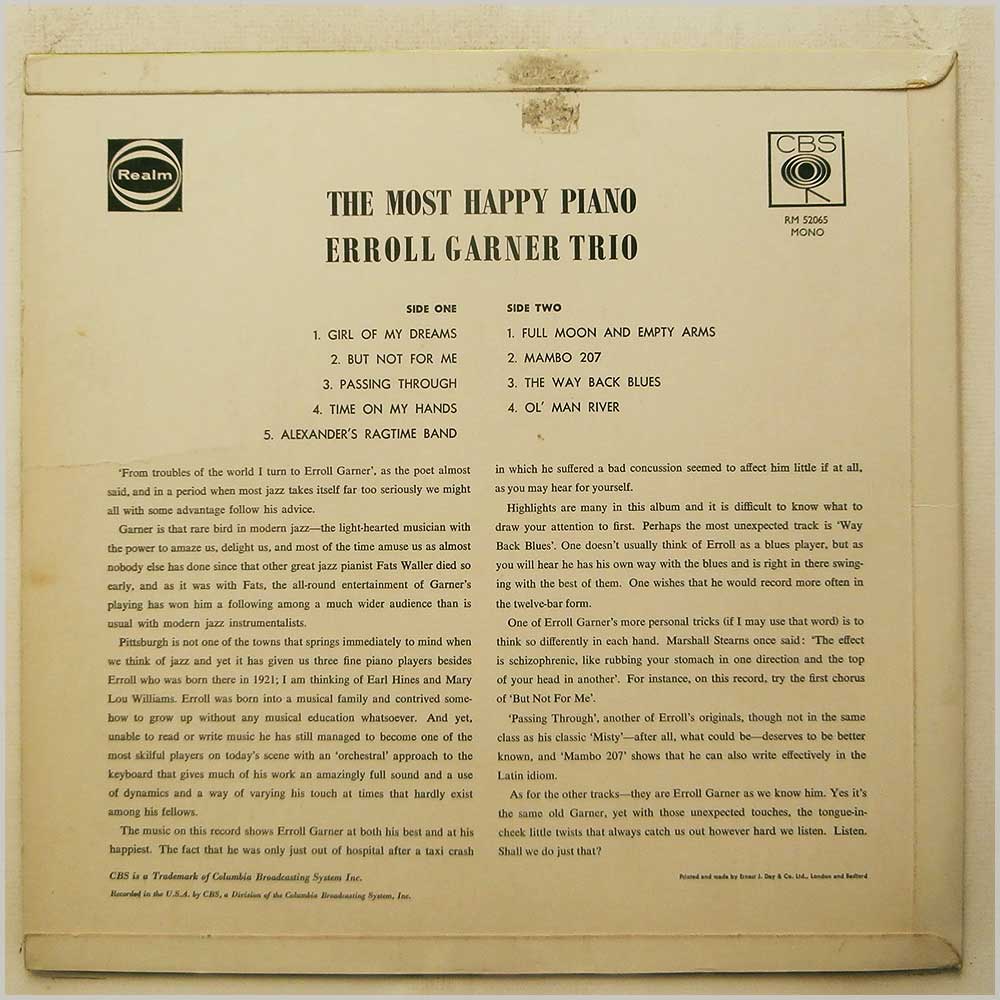 Realm
CBS
RM 52065
MONO
THE MOST HAPPY PIANO
ERROLL GARNER TRIO
SIDE ONE
1. GIRL OF MY DREAMS
2. BUT NOT FOR ME
3. PASSING THROUGH
4. TIME ON MY HANDS
5. ALEXANDER'S RAGTIME BAND
SIDE TWO
1. FULL MOON AND EMPTY ARMS
2. MAMBO 207
3. THE WAY BACK BLUES
4. OL' MAN RIVER
'From troubles of the world I turn to Erroll Garner', as the poet almost
said, and in a period when most jazz takes itself far too seriously we might
all with some advantage follow his advice.
Garner is that rare bird in modern jazz—the light-hearted musician with
the power to amaze us, delight us, and most of the time amuse us as almost
nobody else has done since that other great jazz pianist Fats Waller died so
early, and as it was with Fats, the all-round entertainment of Garner's
playing has won him a following among a much wider audience than is
usual with modern jazz instrumentalists.
Pittsburgh is not one of the towns that springs immediately to mind when
we think of jazz and yet it has given us three fine piano players besides
Erroll who was born there in 1921; I am thinking of Earl Hines and Mary
Lou Williams. Erroll was born into a musical family and contrived some-
how to grow up without any musical education whatsoever. And yet,
unable to read or write music he has still managed to become one of the
most skilful players on today's scene with an 'orchestral' approach to the
keyboard that gives much of his work an amazingly full sound and a use
of dynamics and a way of varying his touch at times that hardly exist
among his fellows.
The music on this record shows Erroll Garner at both his best and at his
happiest. The fact that he was only just out of hospital after a taxi crash
in which he suffered a bad concussion seemed to affect him little if at all,
as you may hear for yourself.
Highlights are many in this album and it is difficult to know what to
draw your attention to first. Perhaps the most unexpected track is 'Way
Back Blues'. One doesn't usually think of Erroll as a blues player, but as
you will hear he has his own way with the blues and is right in there swing-
ing with the best of them. One wishes that he would record more often in
the twelve-bar form.
One of Erroll Garner's more personal tricks (if I may use that word) is to
think so differently in each hand. Marshall Stearns once said: 'The effect
is schizophrenic, like rubbing your stomach in one direction and the top
of your head in another'. For instance, on this record, try the first chorus
of 'But Not For Me'.
'Passing Through', another of Erroll's originals, though not in the same
class as his classic 'Misty'—after all, what could be—deserves to be better
known, and 'Mambo 207' shows that he can also write effectively in the
Latin idiom.
As for the other tracks—they are Erroll Garner as we know him. Yes it's
the same old Garner, yet with those unexpected touches, the tongue-in-
cheek little twists that always catch us out however hard we listen. Listen.
Shall we do just that?
CBS is a Trademark of Columbia Broadcasting System Inc.
Recorded in the U.S.A. by CBS, a Division of the Columbia Broadcasting System, Inc.
Printed and made by Ernest J. Day & Co. Ltd., London and Bedford